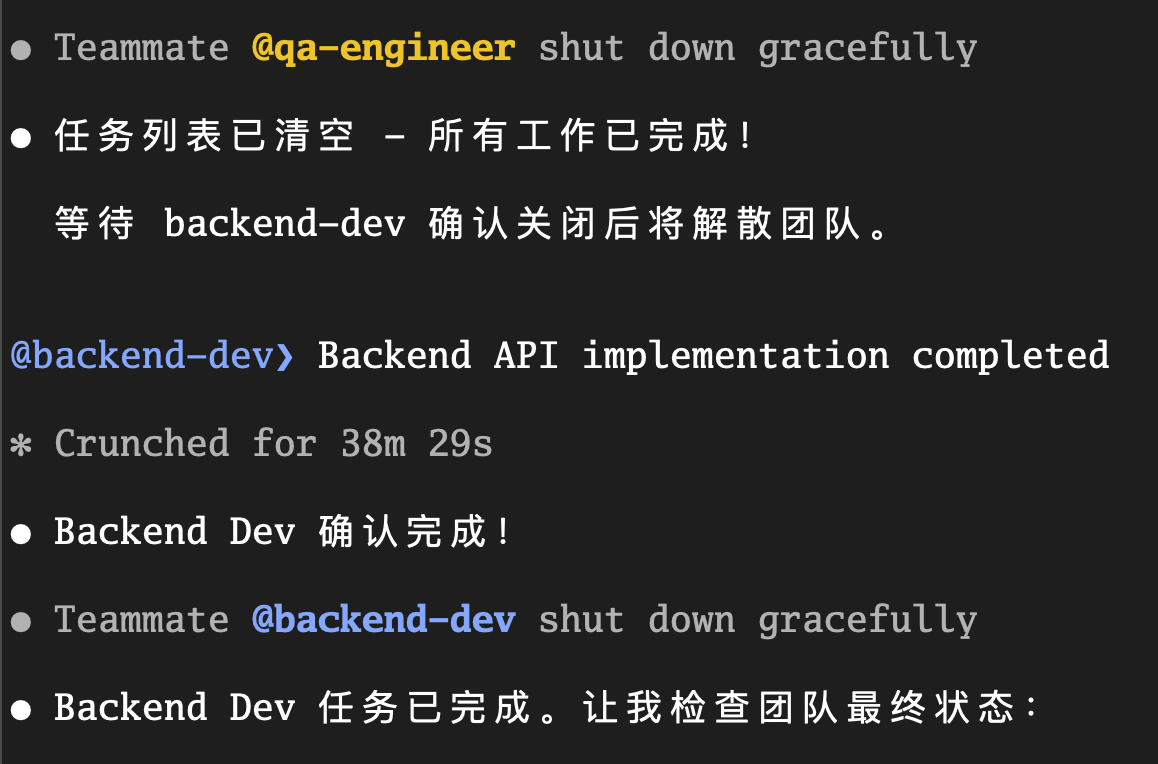 ● Teammate @qa-engineer shut down gracefully
● 任务列表已清空 - 所有工作已完成！
等待 backend-dev 确认关闭后将解散团队。
@backend-dev❯ Backend API implementation completed
✻ Crunched for 38m 29s
● Backend Dev 确认完成！
● Teammate @backend-dev shut down gracefully
● Backend Dev 任务已完成。让我检查团队最终状态：